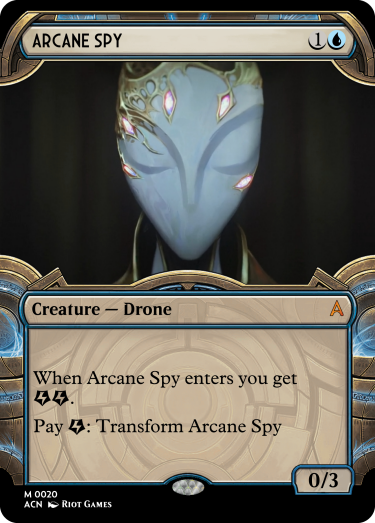 ARCANE SPY 1
Creature — Drone
When Arcane Spy enters you get
.
Pay : Transform Arcane Spy
0/3
M 0020
ACN RIOT GAMES